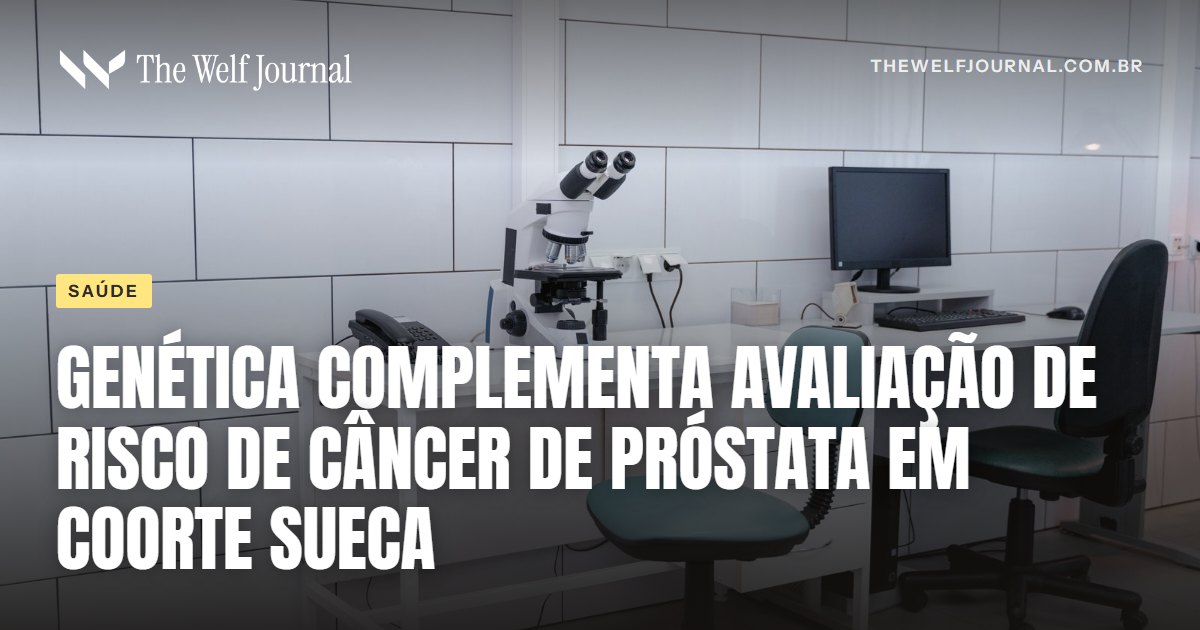 The Welf Journal
THEWELFJOURNAL.COM.BR
SAÚDE
GENÉTICA COMPLEMENTA AVALIAÇÃO DE
RISCO DE CÂNCER DE PRÓSTATA EM
COORTE SUECA